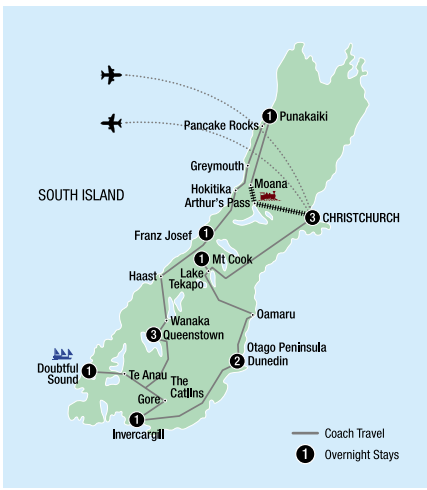 1 Punakaiki
Pancake Rocks
Greymouth
Moana
Hokitika
Arthur's Pass
SOUTH ISLAND
3 CHRISTCHURCH
Franz Josef 1
1 Mt Cook
Lake
Tekapo
Haast
Oamaru
Wanaka
3 Queenstown
Otago Peninsula
2 Dunedin
Doubtful
Sound 1
Te Anau
The
Catlins
Gore
1
Invercargill
Coach Travel
1 Overnight Stays